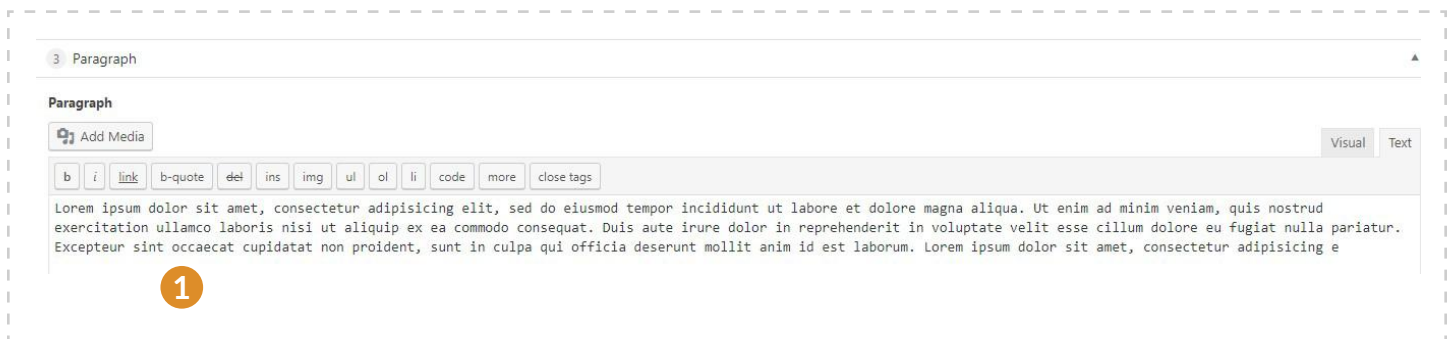 3 Paragraph
Paragraph
Add Media
Visual Text
b i link b-quote del ins img ul ol li code more close tags
Lorem ipsum dolor sit amet, consectetur adipisicing elit, sed do eiusmod tempor incididunt ut labore et dolore magna aliqua. Ut enim ad minim veniam, quis nostrud
exercitation ullamco laboris nisi ut aliquip ex ea commodo consequat. Duis aute irure dolor in reprehenderit in voluptate velit esse cillum dolore eu fugiat nulla pariatur.
Excepteur sint occaecat cupidatat non proident, sunt in culpa qui officia deserunt mollit anim id est laborum. Lorem ipsum dolor sit amet, consectetur adipisicing e
1